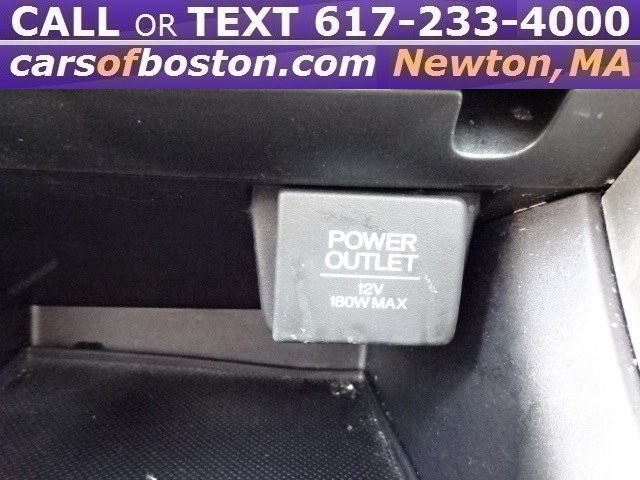 CALL OR TEXT 617-233-4000
carsofboston.com Newton, MA
POWER
OUTLET
12V
180W MAX